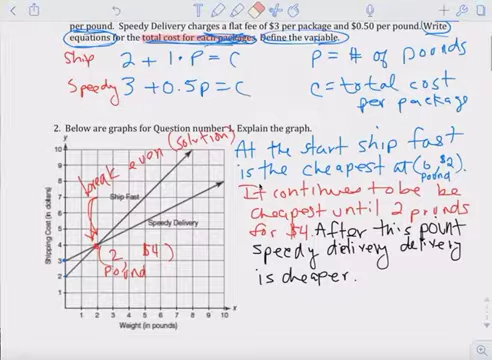 per pound. Speedy Delivery charges a flat fee of $3 per package and $0.50 per pound. Write
equations for the total cost for each packages. Define the variable.
Ship 2 + 1·P = C
P = # of pounds
Speedy 3 + 0.5P = C
C = total cost
per package
2. Below are graphs for Question number 1. Explain the graph.
y
10
9
8
7
6
5
4
3
2
1
1 2 3 4 5 6 7 8 9 10
x
Shipping Cost (in dollars)
Weight (in pounds)
Ship Fast
Speedy Delivery
break even (solution)
(2 $4)
pound
At the start ship fast
is the cheapest at (0, $2)
pound
It continues to be be
cheapest until 2 pounds
for $4. After this point
speedy delivery delivery
is cheaper.